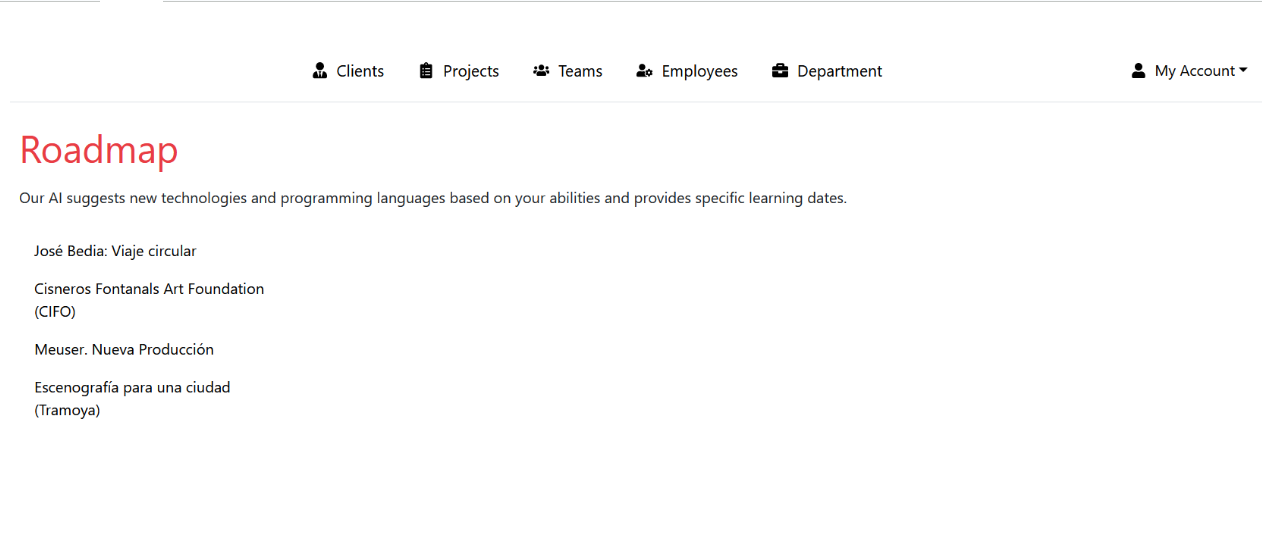 Clients Projects Teams Employees Department My Account
Roadmap
Our AI suggests new technologies and programming languages based on your abilities and provides specific learning dates.
José Bedia: Viaje circular
Cisneros Fontanals Art Foundation
(CIFO)
Meuser. Nueva Producción
Escenografía para una ciudad
(Tramoya)